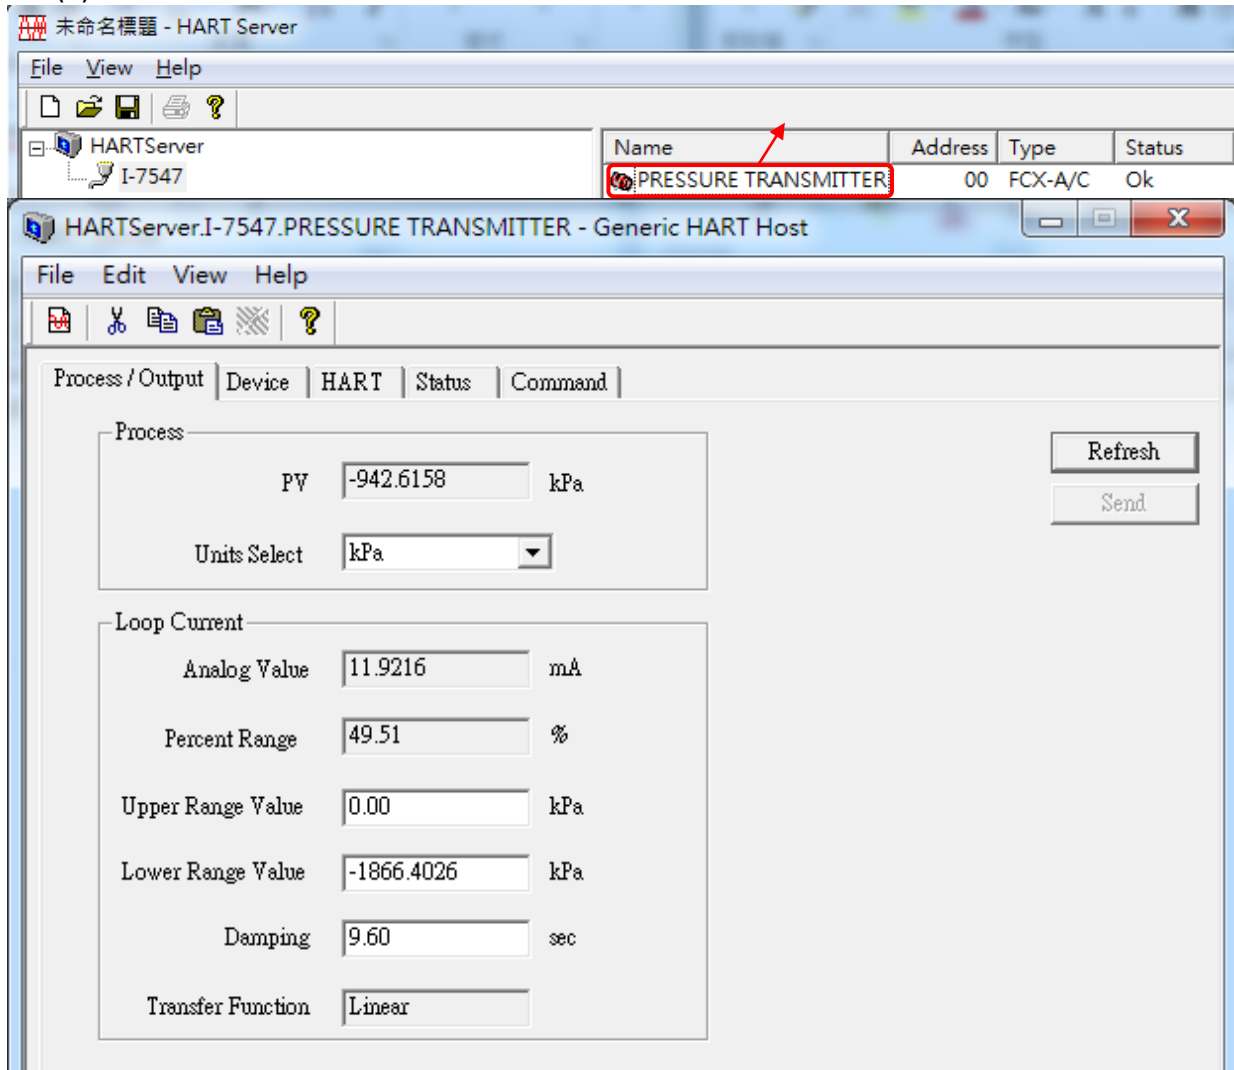 未命名標題 - HART Server
File View Help
HARTServer
I-7547
Name Address Type Status
PRESSURE TRANSMITTER 00 FCX-A/C Ok
HARTServer.I-7547.PRESSURE TRANSMITTER - Generic HART Host
File Edit View Help
Process / Output Device HART Status Command
Process
PV -942.6158 kPa
Units Select kPa
Refresh
Send
Loop Current
Analog Value 11.9216 mA
Percent Range 49.51 %
Upper Range Value 0.00 kPa
Lower Range Value -1866.4026 kPa
Damping 9.60 sec
Transfer Function Linear